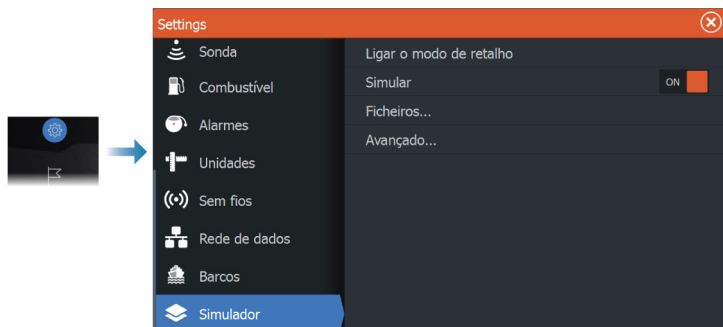 Settings
Sonda
Combustível
Alarmes
Unidades
Sem fios
Rede de dados
Barcos
Simulador
Ligar o modo de retalho
Simular ON
Ficheiros...
Avançado...